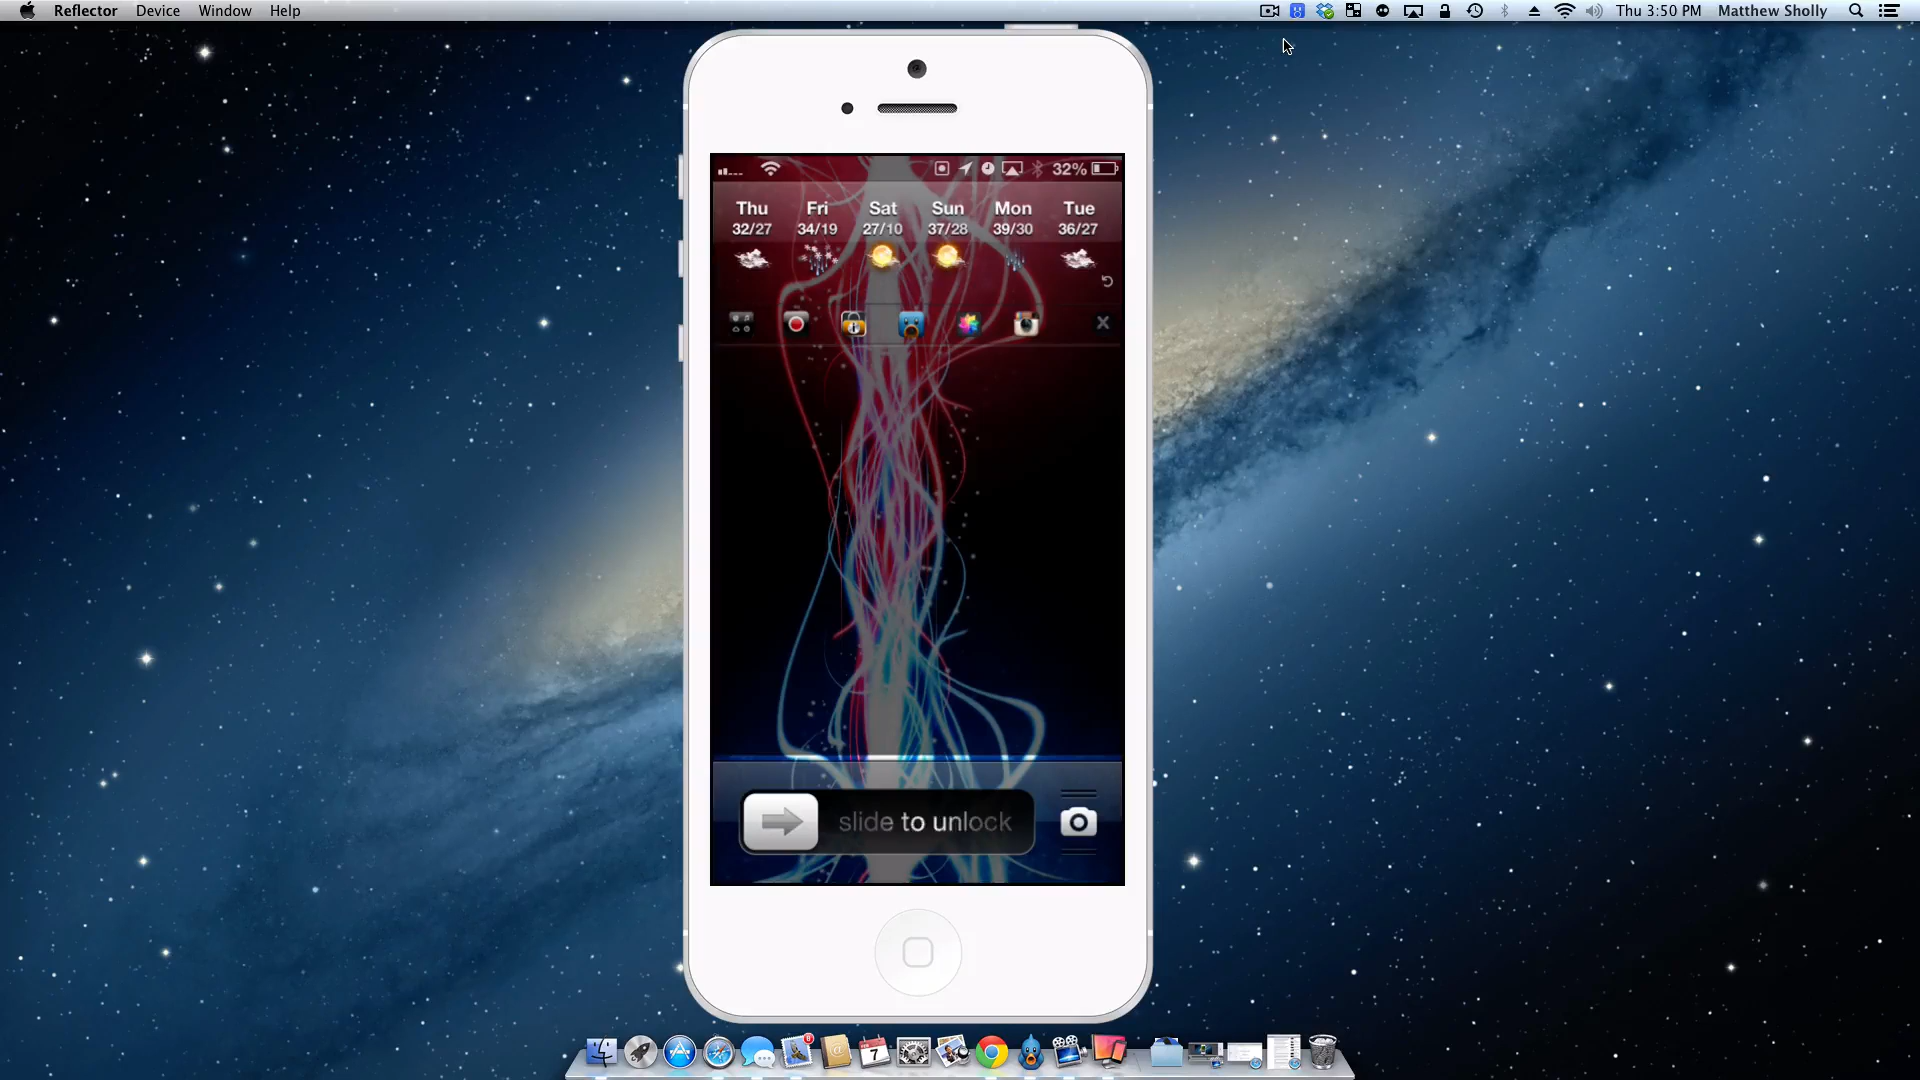 Reflector Device Window Help
Thu 3:50 PM Matthew Sholly
32%
Thu Fri Sat Sun Mon Tue
32/27 34/19 27/10 37/28 39/30 36/27
slide to unlock
7